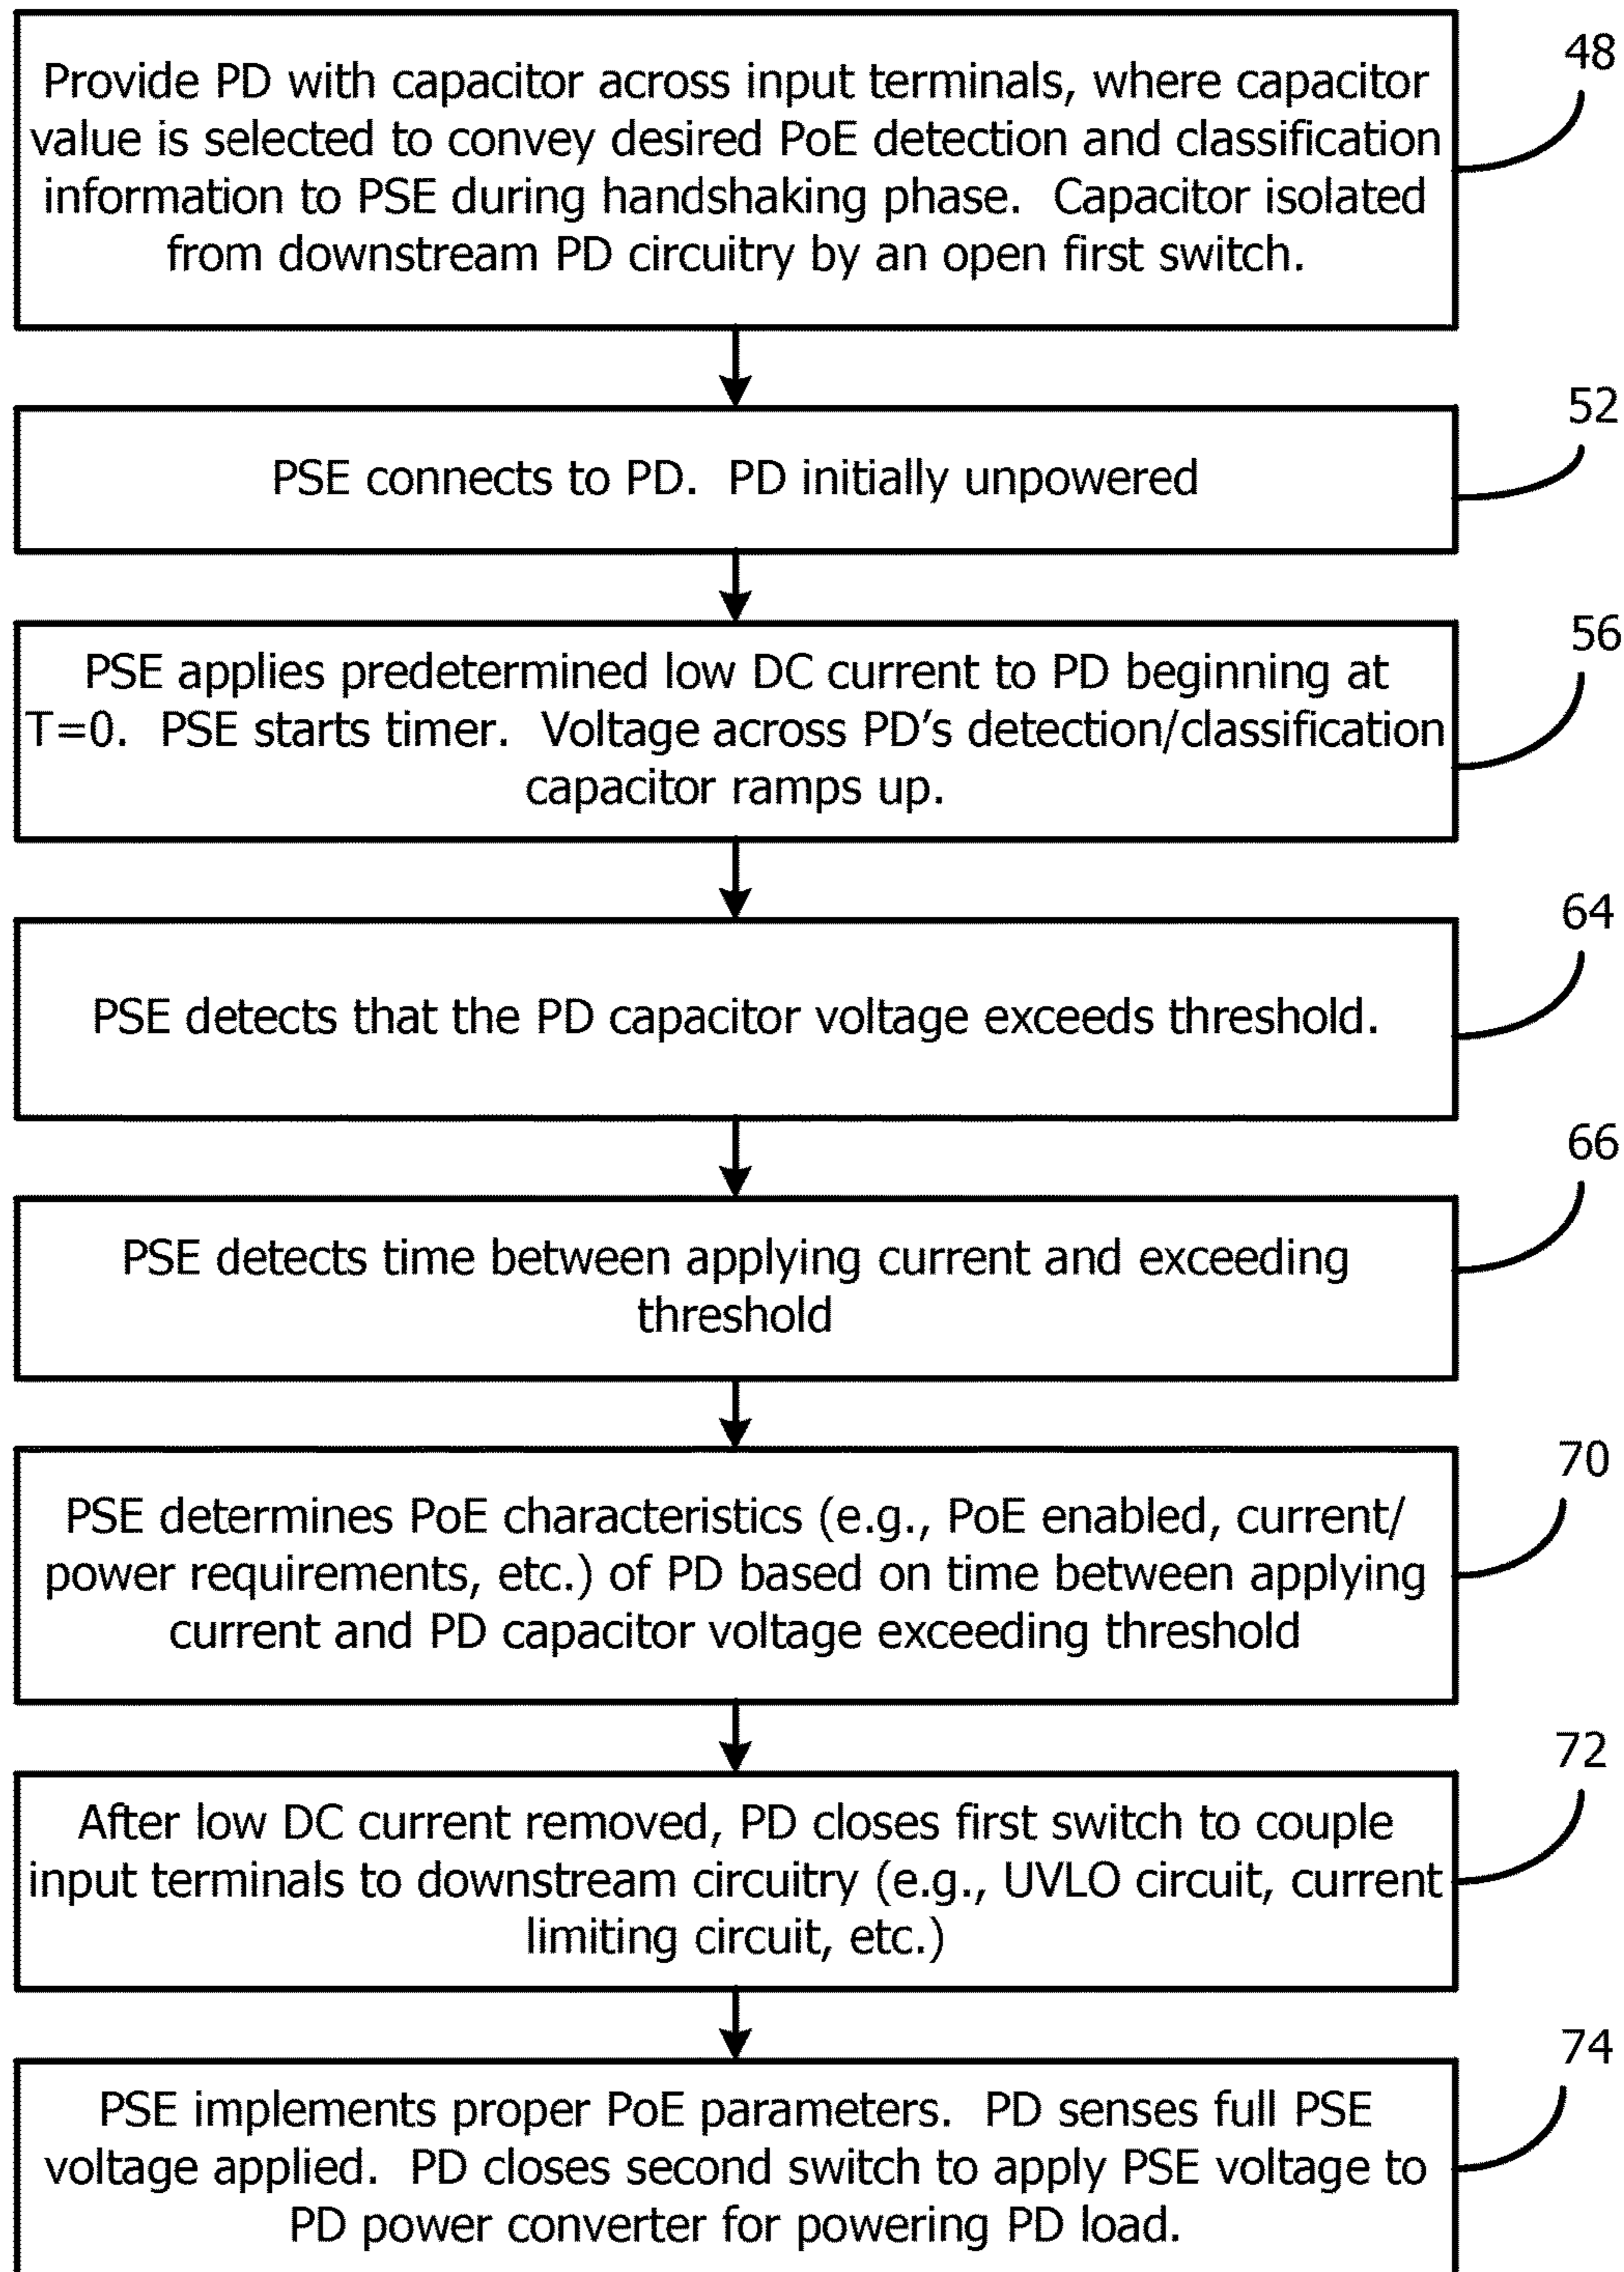 Provide PD with capacitor across input terminals, where capacitor
value is selected to convey desired PoE detection and classification
information to PSE during handshaking phase.  Capacitor isolated
from downstream PD circuitry by an open first switch.
48
PSE connects to PD.  PD initially unpowered
52
PSE applies predetermined low DC current to PD beginning at
T=0.  PSE starts timer.  Voltage across PD's detection/classification
capacitor ramps up.
56
PSE detects that the PD capacitor voltage exceeds threshold.
64
PSE detects time between applying current and exceeding
threshold
66
PSE determines PoE characteristics (e.g., PoE enabled, current/
power requirements, etc.) of PD based on time between applying
current and PD capacitor voltage exceeding threshold
70
After low DC current removed, PD closes first switch to couple
input terminals to downstream circuitry (e.g., UVLO circuit, current
limiting circuit, etc.)
72
PSE implements proper PoE parameters.  PD senses full PSE
voltage applied.  PD closes second switch to apply PSE voltage to
PD power converter for powering PD load.
74